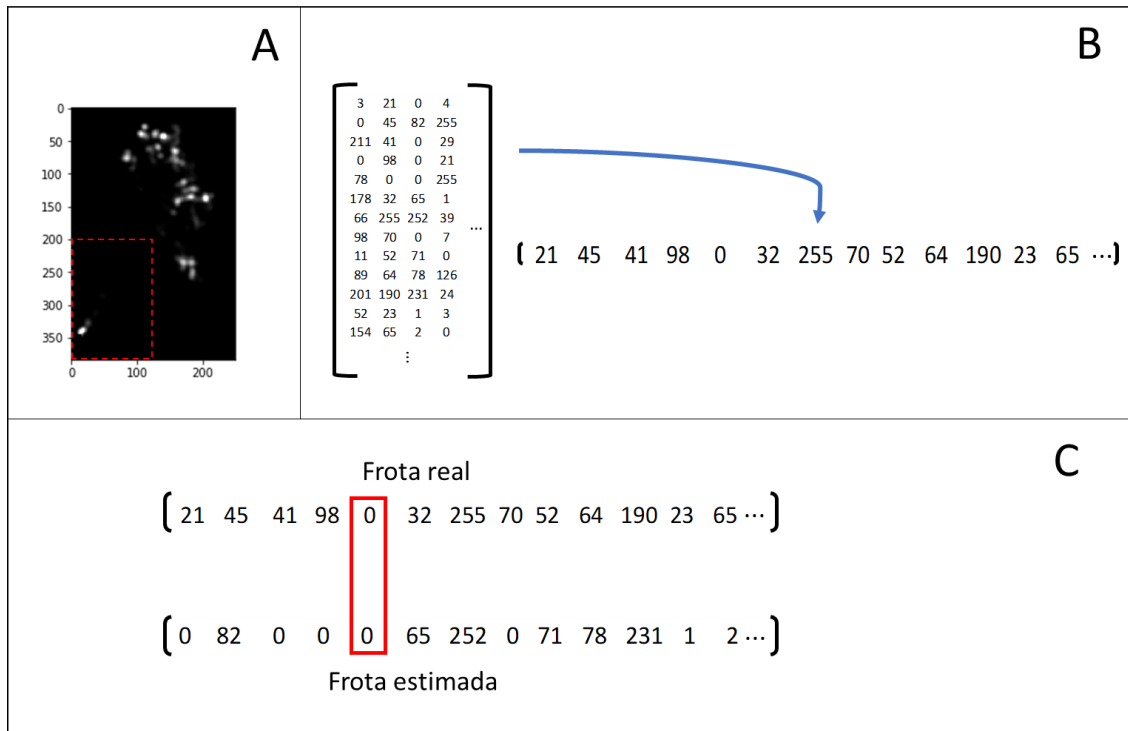 A
0
50
100
150
200
250
300
350
0 100 200
B
3 21 0 4
0 45 82 255
211 41 0 29
0 98 0 21
78 0 0 255
178 32 65 1
66 255 252 39
98 70 0 7
11 52 71 0
89 64 78 126
201 190 231 24
52 23 1 3
154 65 2 0
...
⋮
[ 21 45 41 98 0 32 255 70 52 64 190 23 65 ... ]
C
Frota real
[ 21 45 41 98 0 32 255 70 52 64 190 23 65 ... ]
[ 0 82 0 0 0 65 252 0 71 78 231 1 2 ... ]
Frota estimada